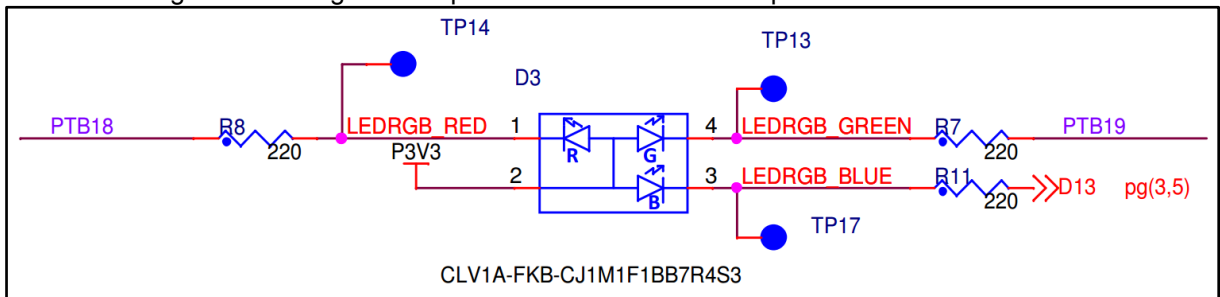 TP14
TP13
D3
PTB18
R8
220
LEDRGB_RED
1
R
G
4
LEDRGB_GREEN
R7
220
PTB19
P3V3
2
B
3
LEDRGB_BLUE
R11
220
D13 pg(3,5)
TP17
CLV1A-FKB-CJ1M1F1BB7R4S3